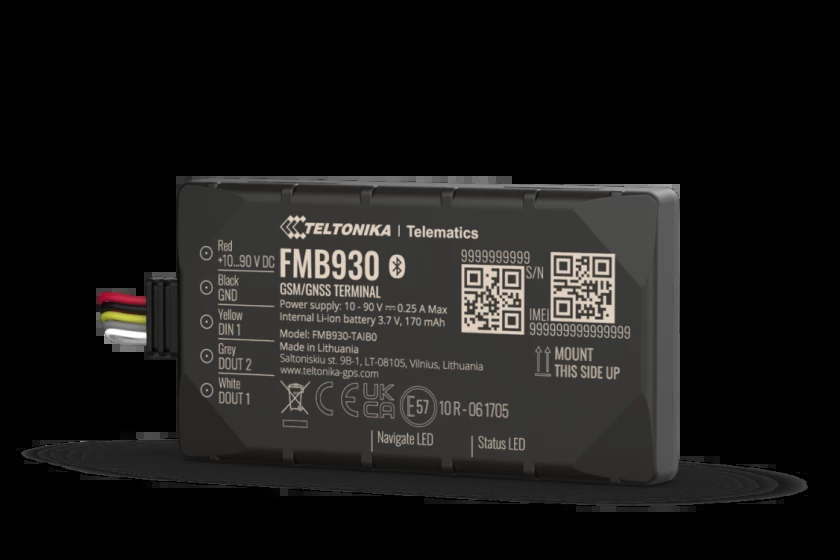 TELTONIKA | Telematics
Red
+10...90 V DC
Black
GND
Yellow
DIN 1
Grey
DOUT 2
White
DOUT 1
FMB930
GSM/GNSS TERMINAL
Power supply: 10 - 90 V ⎓ 0.25 A Max
Internal Li-ion battery 3.7 V, 170 mAh
Model: FMB930-TAIB0
Made in Lithuania
Saltoniskiu st. 9B-1, LT-08105, Vilnius, Lithuania
www.teltonika-gps.com
CE
UK
CA
E57
10 R - 061705
9999999999
S/N
IMEI
999999999999999
MOUNT
THIS SIDE UP
Navigate LED
Status LED